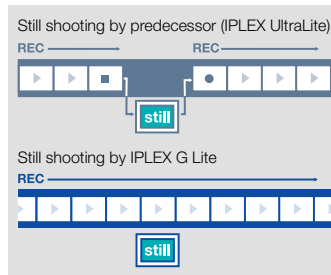 Still shooting by predecessor (IPLEX UltraLite)
REC REC
still
Still shooting by IPLEX G Lite
REC
still